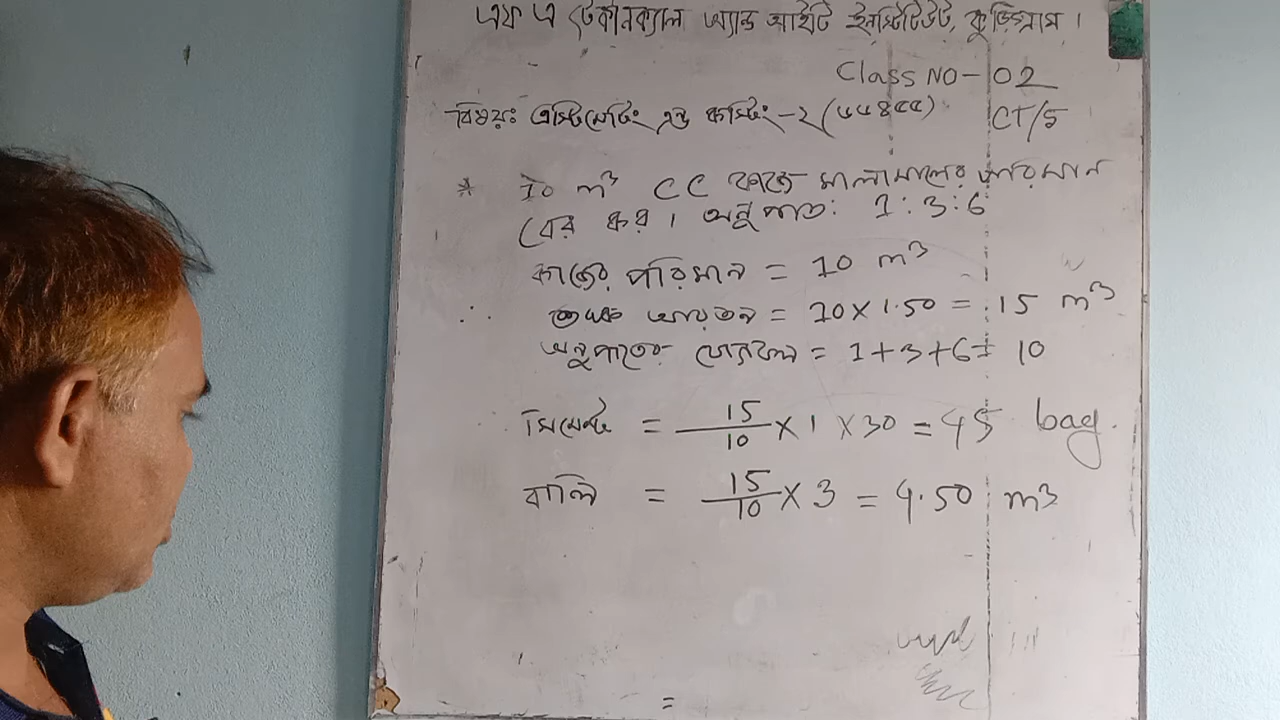 এফ এ টেকনিক্যাল অ্যান্ড আইটি ইনস্টিটিউট, কুড়িগ্রাম।
Class NO - 02
বিষয়ঃ এস্টিমেটিং এন্ড কস্টিং -২ (৬৬৪৫৫) CT/5
* 10 m³ CC কাজে মালামালের পরিমান
বের কর। অনুপাত: 1:3:6
কাজের পরিমান = 10 m³
∴ শুষ্ক আয়তন = 10 × 1.50 = 15 m³
অনুপাতের যোগফল = 1+3+6 = 10
সিমেন্ট = 15/10 × 1 × 30 = 45 bag.
বালি = 15/10 × 3 = 4.50 m³
=